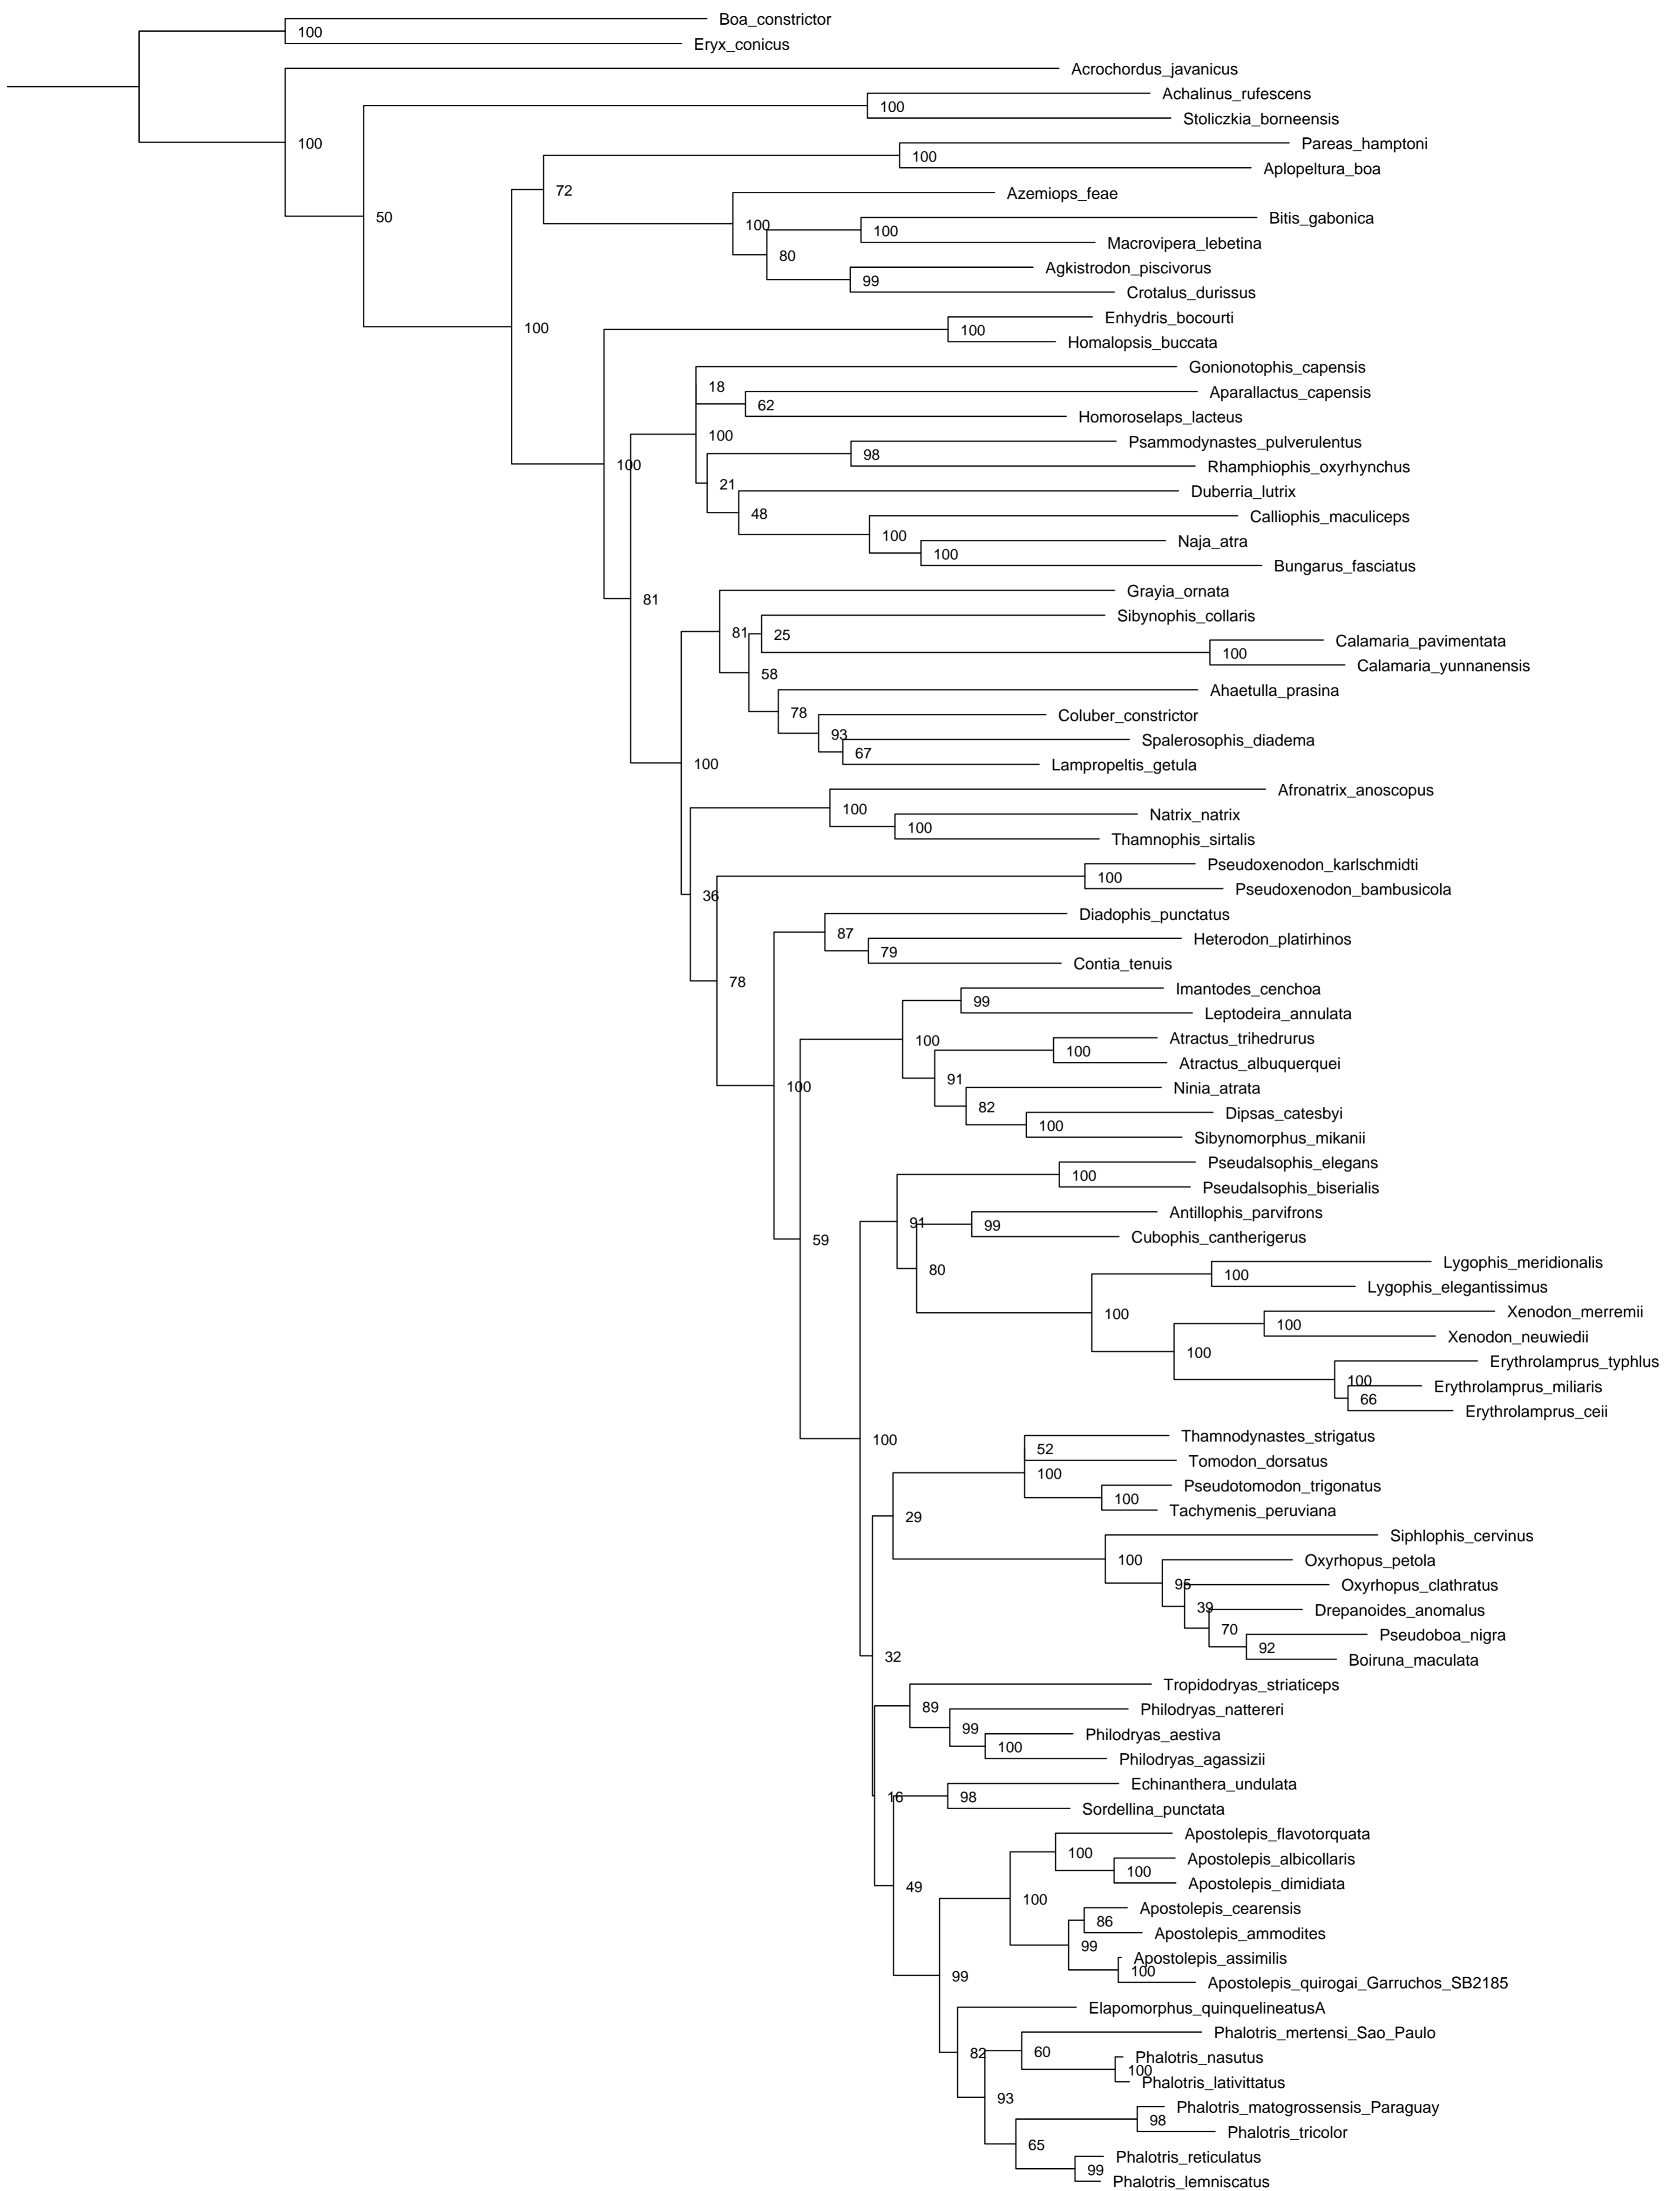 Boa_constrictor
100
Eryx_conicus
Acrochordus_javanicus
Achalinus_rufescens
100
Stoliczkia_borneensis
100
Pareas_hamptoni
100
Aplopeltura_boa
72
Azemiops_feae
50
Bitis_gabonica
100
100
Macrovipera_lebetina
80
Agkistrodon_piscivorus
99
Crotalus_durissus
Enhydris_bocourti
100
100
Homalopsis_buccata
Gonionotophis_capensis
18
Aparallactus_capensis
62
Homoroselaps_lacteus
100
Psammodynastes_pulverulentus
98
100
Rhamphiophis_oxyrhynchus
21
Duberria_lutrix
48
Calliophis_maculiceps
100
Naja_atra
100
Bungarus_fasciatus
Grayia_ornata
81
Sibynophis_collaris
81
25
Calamaria_pavimentata
100
Calamaria_yunnanensis
58
Ahaetulla_prasina
78
Coluber_constrictor
93
Spalerosophis_diadema
67
100
Lampropeltis_getula
Afronatrix_anoscopus
100
Natrix_natrix
100
Thamnophis_sirtalis
Pseudoxenodon_karlschmidti
100
Pseudoxenodon_bambusicola
36
Diadophis_punctatus
87
Heterodon_platirhinos
79
Contia_tenuis
78
Imantodes_cenchoa
99
Leptodeira_annulata
Atractus_trihedrurus
100
100
Atractus_albuquerquei
91
100
Ninia_atrata
82
Dipsas_catesbyi
100
Sibynomorphus_mikanii
Pseudalsophis_elegans
100
Pseudalsophis_biserialis
Antillophis_parvifrons
91
99
Cubophis_cantherigerus
59
Lygophis_meridionalis
80
100
Lygophis_elegantissimus
Xenodon_merremii
100
100
Xenodon_neuwiedii
100
Erythrolamprus_typhlus
100
Erythrolamprus_miliaris
66
Erythrolamprus_ceii
Thamnodynastes_strigatus
100
52
Tomodon_dorsatus
100
Pseudotomodon_trigonatus
100
Tachymenis_peruviana
29
Siphlophis_cervinus
100
Oxyrhopus_petola
95
Oxyrhopus_clathratus
39
Drepanoides_anomalus
70
Pseudoboa_nigra
92
32
Boiruna_maculata
Tropidodryas_striaticeps
89
Philodryas_nattereri
99
Philodryas_aestiva
100
Philodryas_agassizii
Echinanthera_undulata
16
98
Sordellina_punctata
Apostolepis_flavotorquata
100
Apostolepis_albicollaris
100
49
Apostolepis_dimidiata
100
Apostolepis_cearensis
86
Apostolepis_ammodites
99
Apostolepis_assimilis
100
99
Apostolepis_quirogai_Garruchos_SB2185
Elapomorphus_quinquelineatusA
Phalotris_mertensi_Sao_Paulo
82
60
Phalotris_nasutus
100
Phalotris_lativittatus
93
Phalotris_matogrossensis_Paraguay
98
Phalotris_tricolor
65
Phalotris_reticulatus
99
Phalotris_lemniscatus